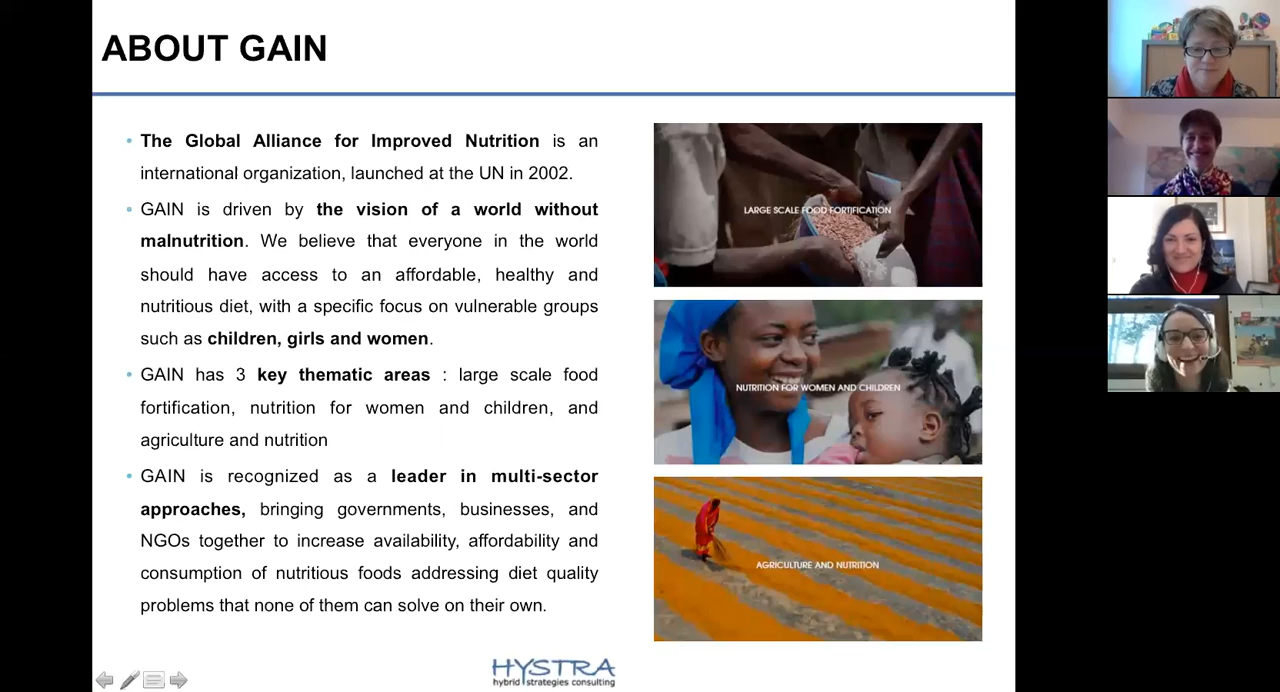 ABOUT GAIN
• The Global Alliance for Improved Nutrition is an
international organization, launched at the UN in 2002.
• GAIN is driven by the vision of a world without
malnutrition. We believe that everyone in the world
should have access to an affordable, healthy and
nutritious diet, with a specific focus on vulnerable groups
such as children, girls and women.
• GAIN has 3 key thematic areas : large scale food
fortification, nutrition for women and children, and
agriculture and nutrition
• GAIN is recognized as a leader in multi-sector
approaches, bringing governments, businesses, and
NGOs together to increase availability, affordability and
consumption of nutritious foods addressing diet quality
problems that none of them can solve on their own.
LARGE SCALE FOOD FORTIFICATION
NUTRITION FOR WOMEN AND CHILDREN
AGRICULTURE AND NUTRITION
HYSTRA
hybrid strategies consulting